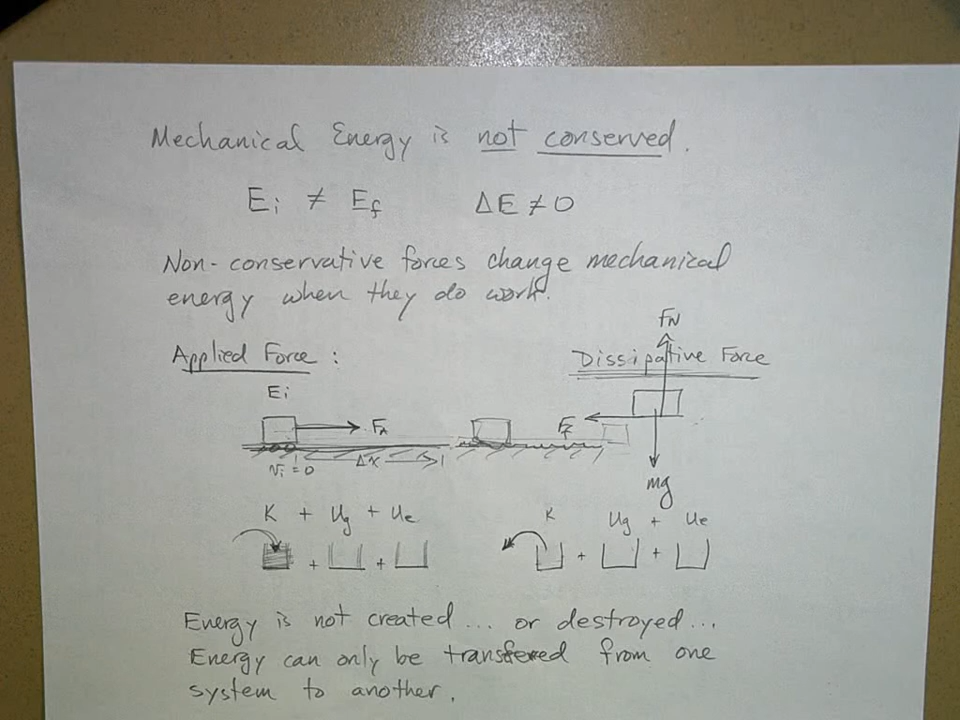 Mechanical Energy is not conserved.
Ei ≠ Ef ΔE ≠ 0
Non-conservative forces change mechanical
energy when they do work.
FN
Applied Force : Dissipative Force
Ei
FA Ff
vi = 0 Δx
mg
K + Ug + Ue K Ug + Ue
+ + + +
Energy is not created... or destroyed...
Energy can only be transfered from one
system to another.